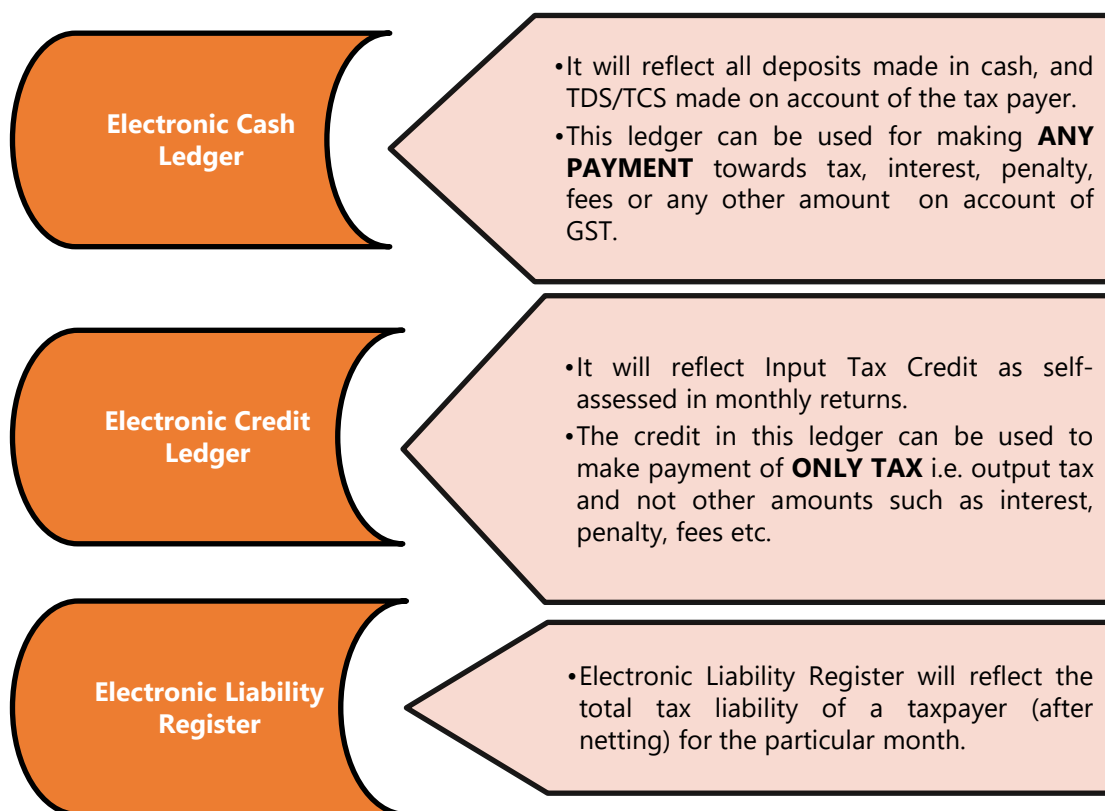 Electronic Cash
Ledger
•It will reflect all deposits made in cash, and
TDS/TCS made on account of the tax payer.
•This ledger can be used for making ANY
PAYMENT towards tax, interest, penalty,
fees or any other amount on account of
GST.
Electronic Credit
Ledger
•It will reflect Input Tax Credit as self-
assessed in monthly returns.
•The credit in this ledger can be used to
make payment of ONLY TAX i.e. output tax
and not other amounts such as interest,
penalty, fees etc.
Electronic Liability
Register
•Electronic Liability Register will reflect the
total tax liability of a taxpayer (after
netting) for the particular month.